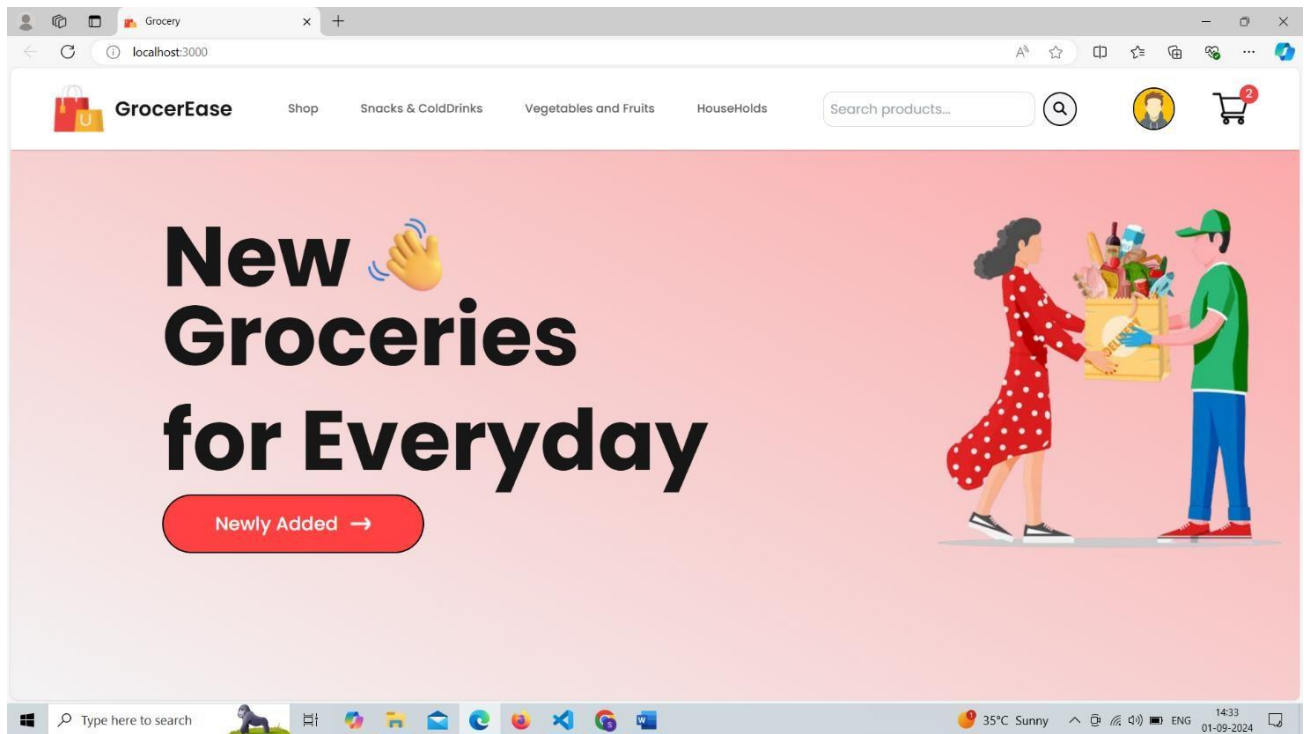 Grocery
localhost:3000
GrocerEase
Shop
Snacks & ColdDrinks
Vegetables and Fruits
HouseHolds
Search products...
2
New
Groceries
for Everyday
Newly Added
DELIVERY
U
Type here to search
35°C Sunny
ENG
14:33
01-09-2024